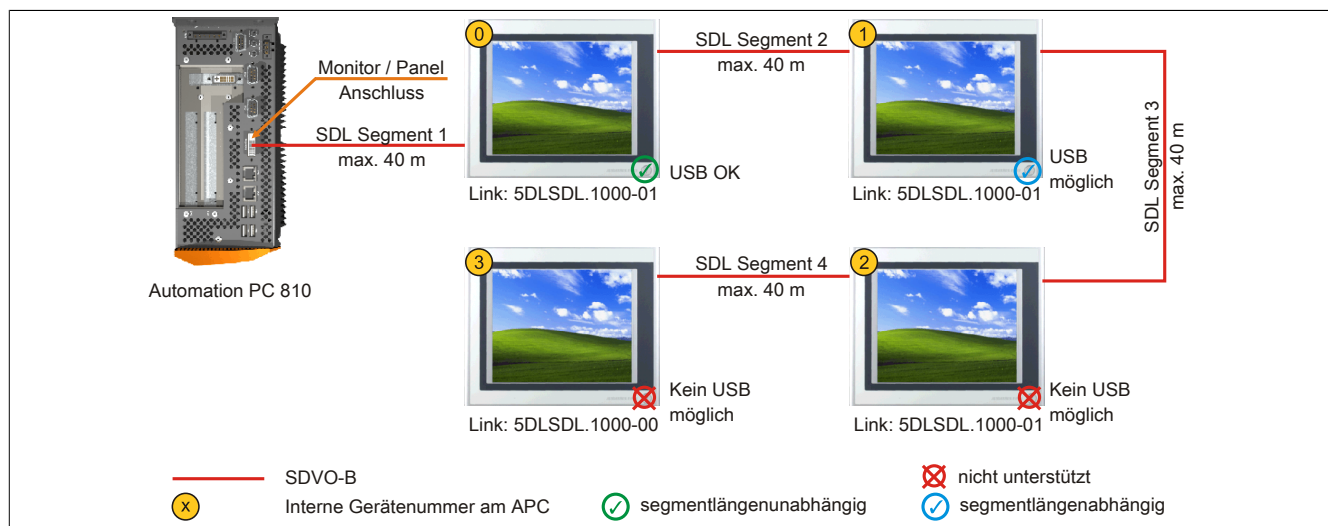 0
SDL Segment 2
max. 40 m
1
Monitor / Panel
Anschluss
SDL Segment 1
max. 40 m
USB OK
Link: 5DLSDL.1000-01
USB
möglich
Link: 5DLSDL.1000-01
SDL Segment 3
max. 40 m
Automation PC 810
3
SDL Segment 4
max. 40 m
2
Kein USB
möglich
Link: 5DLSDL.1000-00
Kein USB
möglich
Link: 5DLSDL.1000-01
SDVO-B
nicht unterstützt
x
Interne Gerätenummer am APC
segmentlängenunabhängig
segmentlängenabhängig